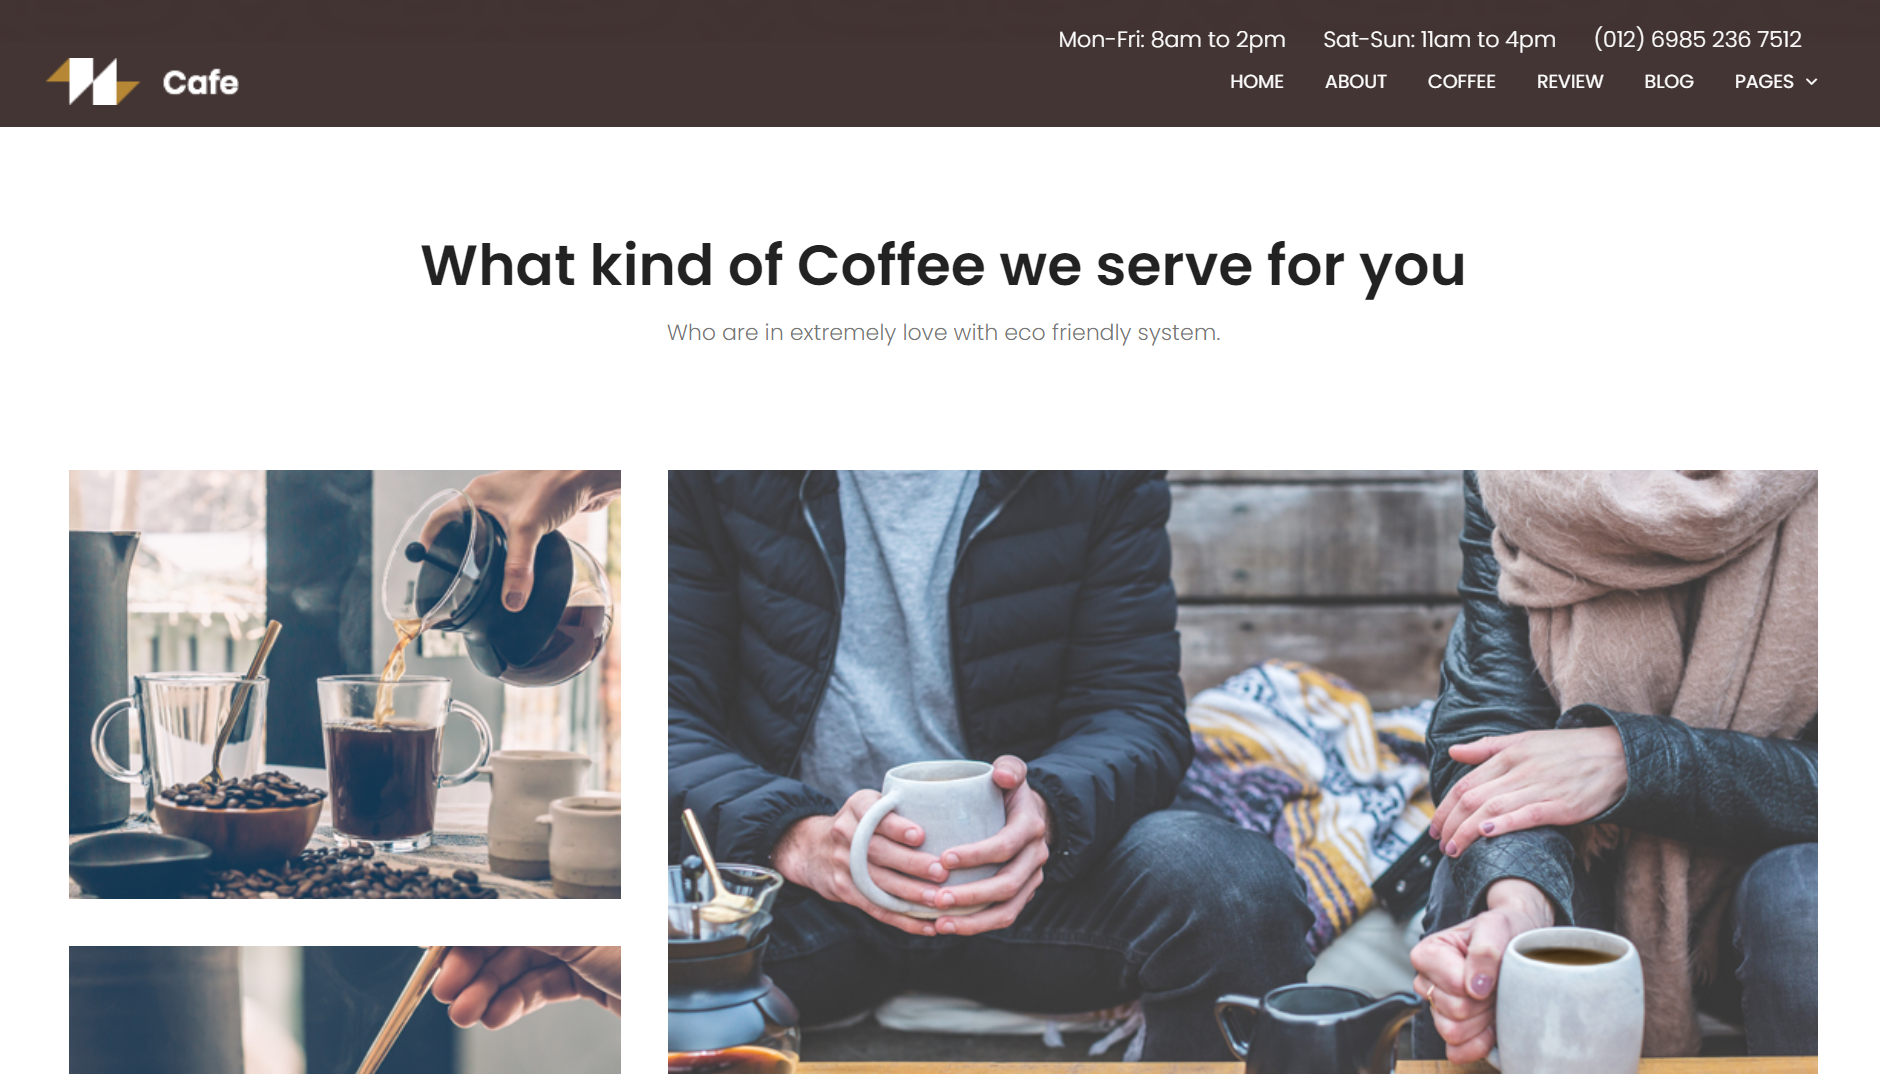 Mon-Fri: 8am to 2pm Sat-Sun: 11am to 4pm (012) 6985 236 7512
Cafe
HOME ABOUT COFFEE REVIEW BLOG PAGES
What kind of Coffee we serve for you
Who are in extremely love with eco friendly system.